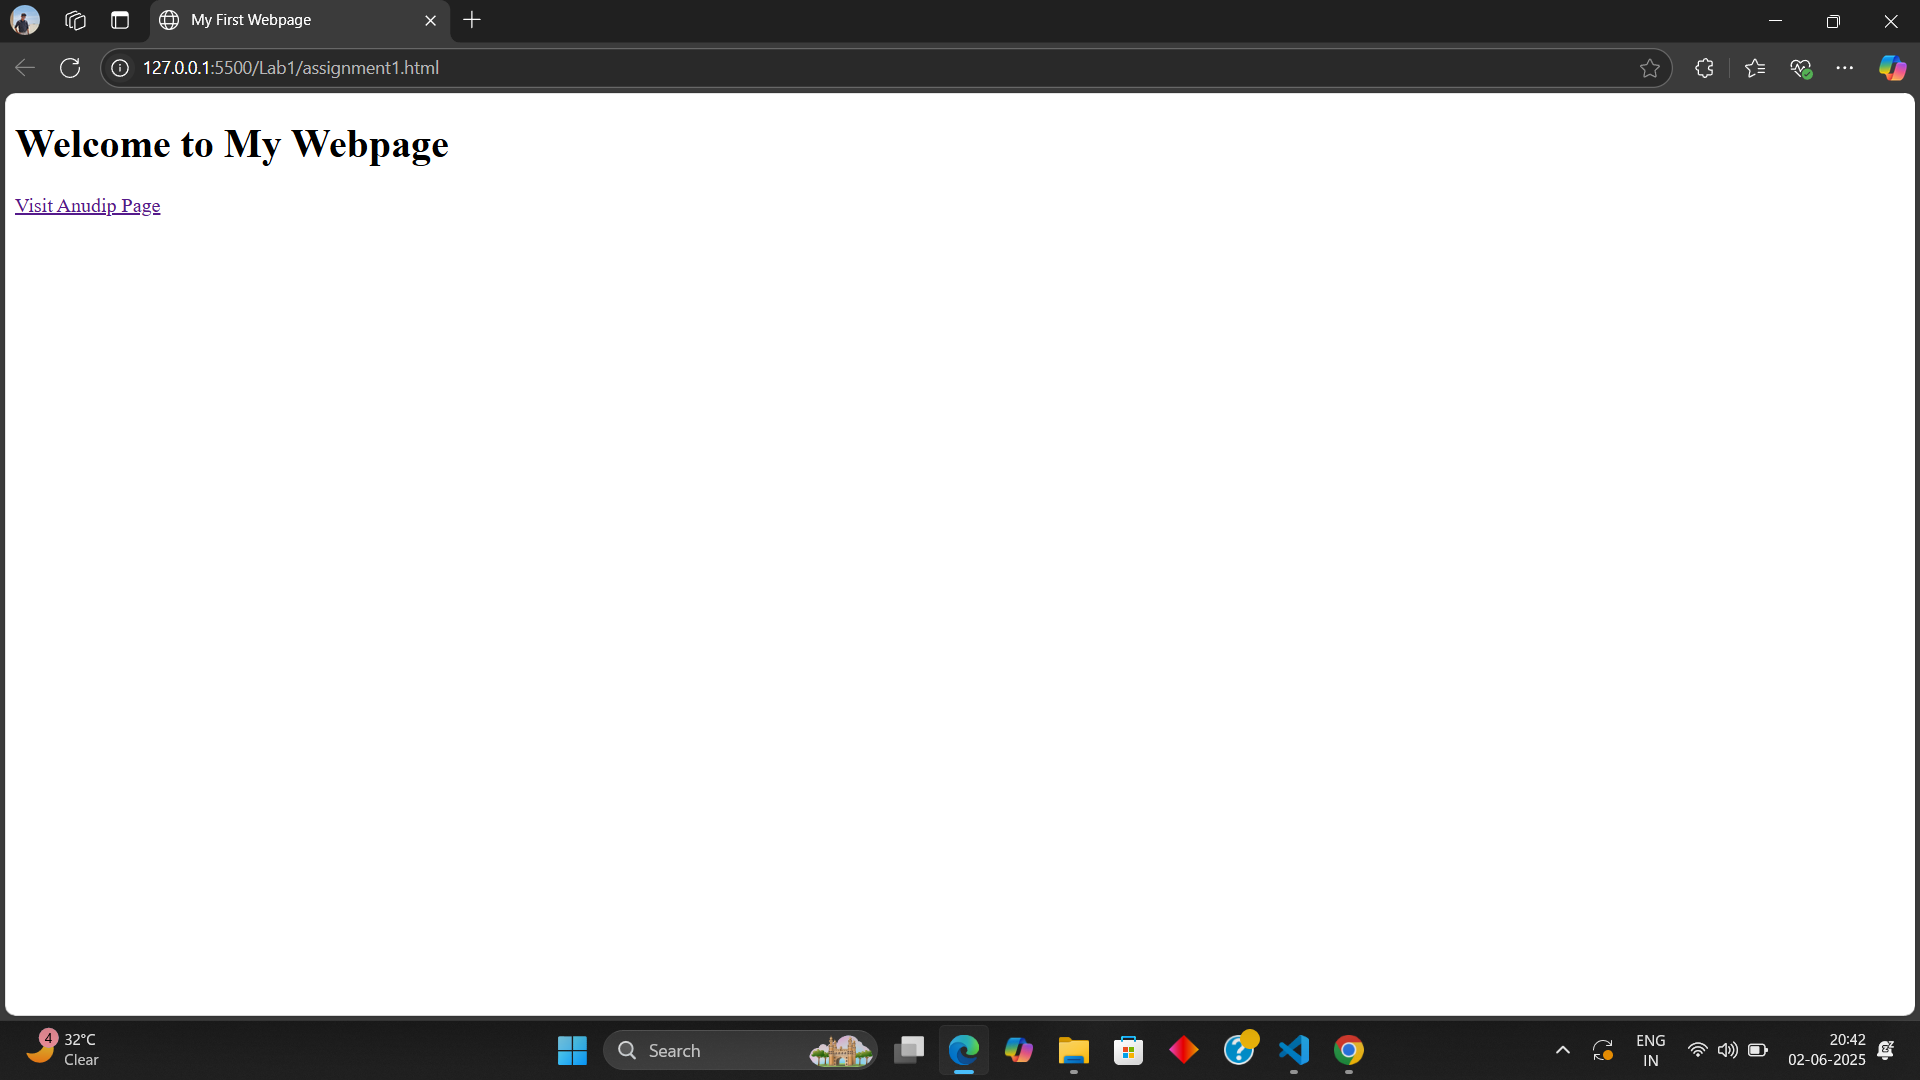 My First Webpage
127.0.0.1:5500/Lab1/assignment1.html
Welcome to My Webpage
Visit Anudip Page
4
32°C
Clear
Search
ENG
IN
20:42
02-06-2025